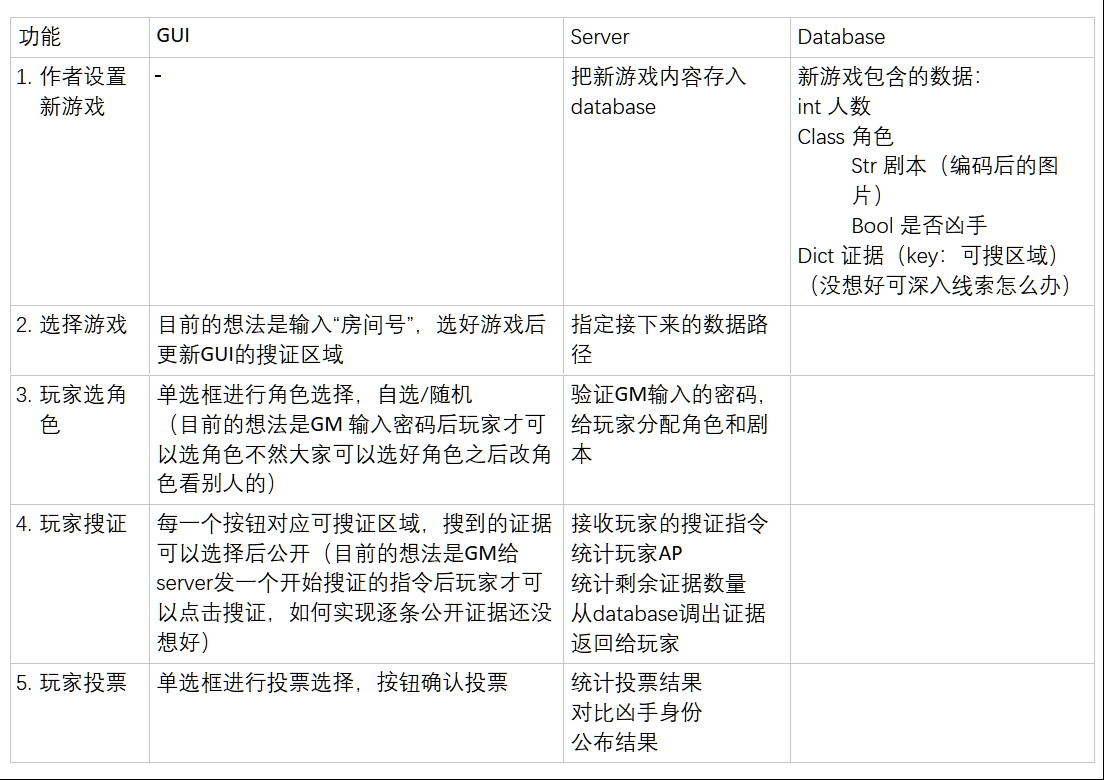 功能
GUI
Server
Database
1. 作者设置
新游戏
-
把新游戏内容存入
database
新游戏包含的数据：
int 人数
Class 角色
Str 剧本（编码后的图
片）
Bool 是否凶手
Dict 证据（key：可搜区域）
（没想好可深入线索怎么办）
2. 选择游戏
目前的想法是输入“房间号”，选好游戏后
更新GUI的搜证区域
指定接下来的数据路
径
3. 玩家选角
色
单选框进行角色选择，自选/随机
（目前的想法是GM 输入密码后玩家才可
以选角色不然大家可以选好角色之后改角
色看别人的）
验证GM输入的密码，
给玩家分配角色和剧
本
4. 玩家搜证
每一个按钮对应可搜证区域，搜到的证据
可以选择后公开（目前的想法是GM给
server发一个开始搜证的指令后玩家才可
以点击搜证，如何实现逐条公开证据还没
想好）
接收玩家的搜证指令
统计玩家AP
统计剩余证据数量
从database调出证据
返回给玩家
5. 玩家投票
单选框进行投票选择，按钮确认投票
统计投票结果
对比凶手身份
公布结果